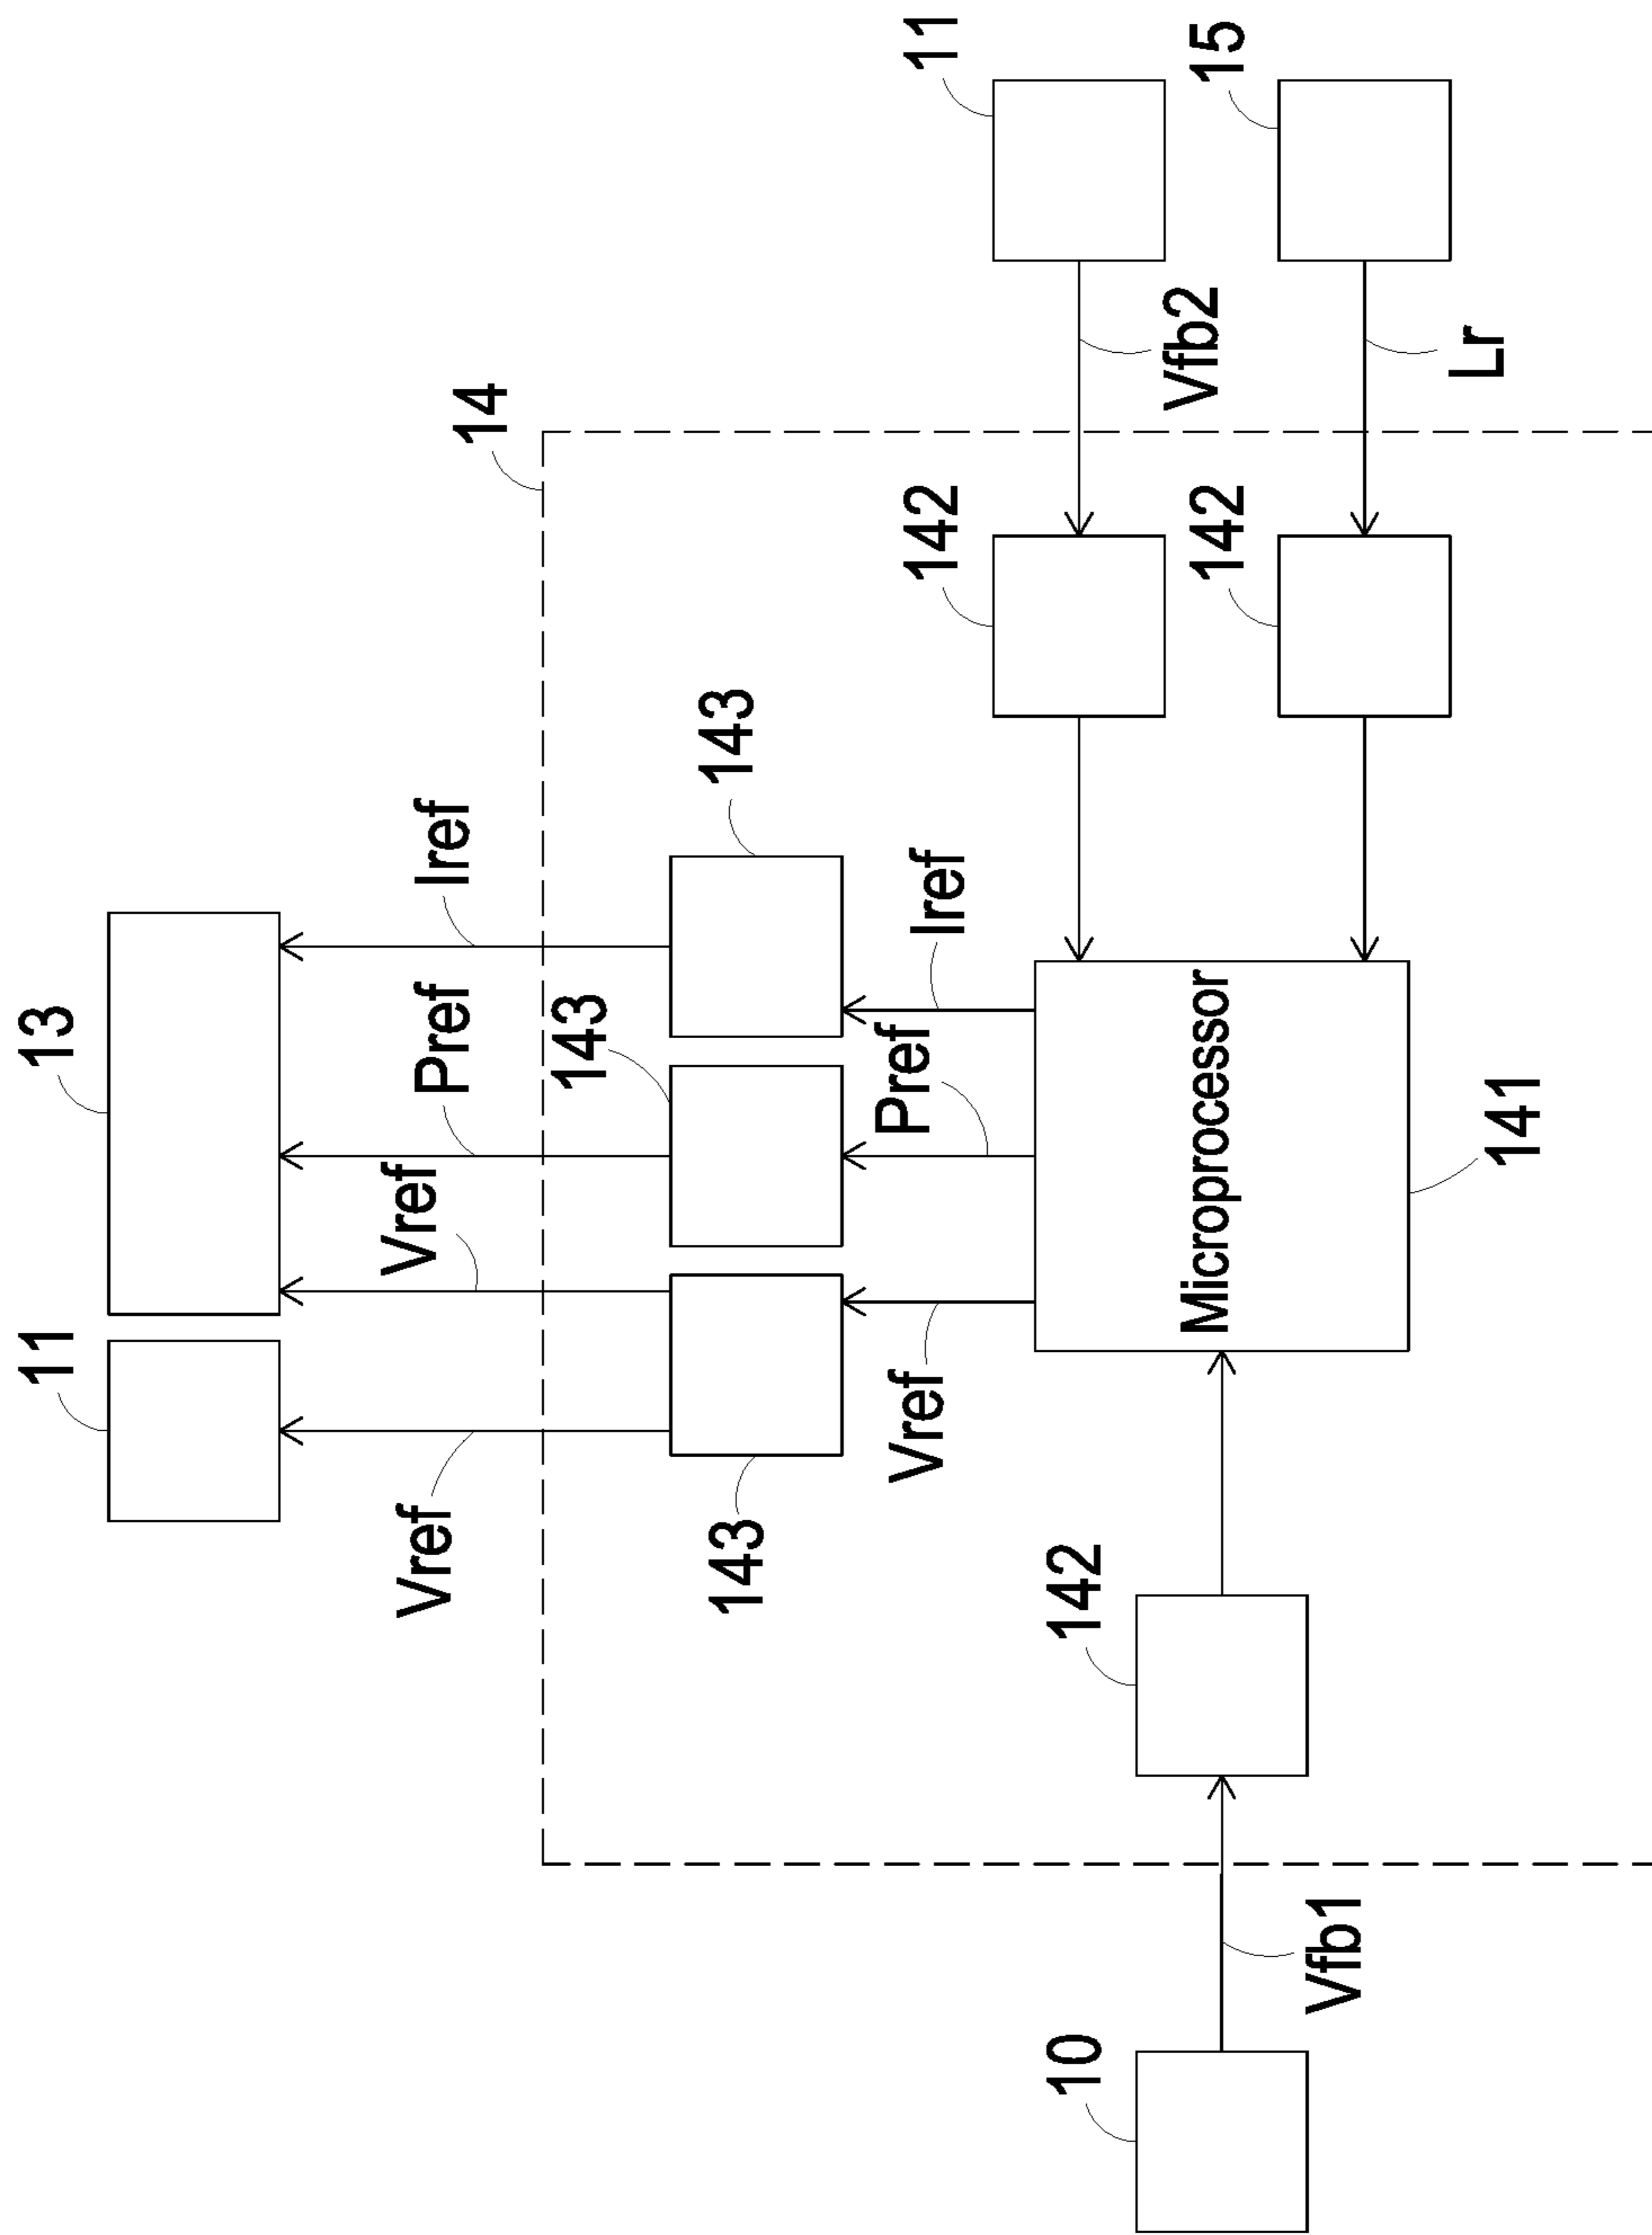 10
Vfb1
142
11
Vref
143
Vref
Vref
13
Pref
143
Pref
Iref
Iref
143
Microprocessor
141
14
142
142
Vfb2
Lr
11
15